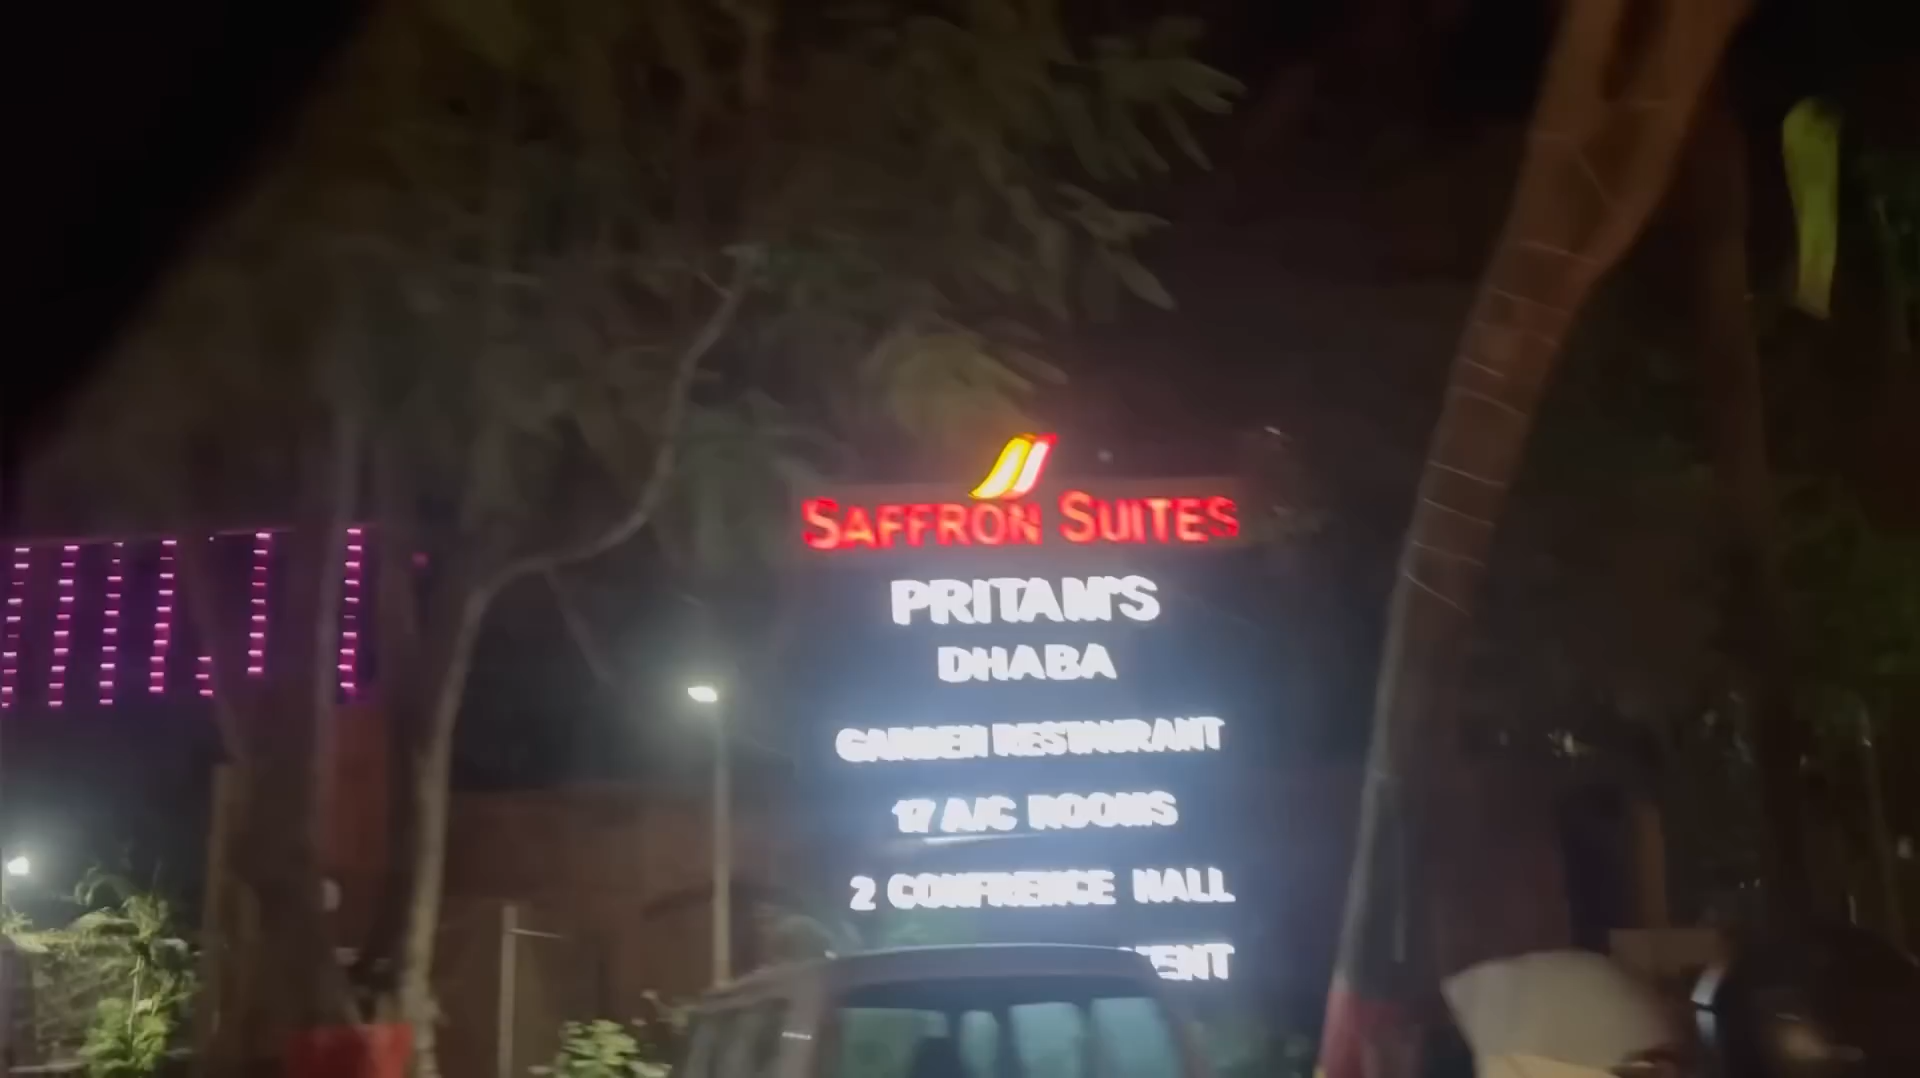 SAFFRON SUITES
PRITAM'S
DHABA
GARDEN RESTAURANT
17 A/C ROOMS
2 CONFRENCE HALL